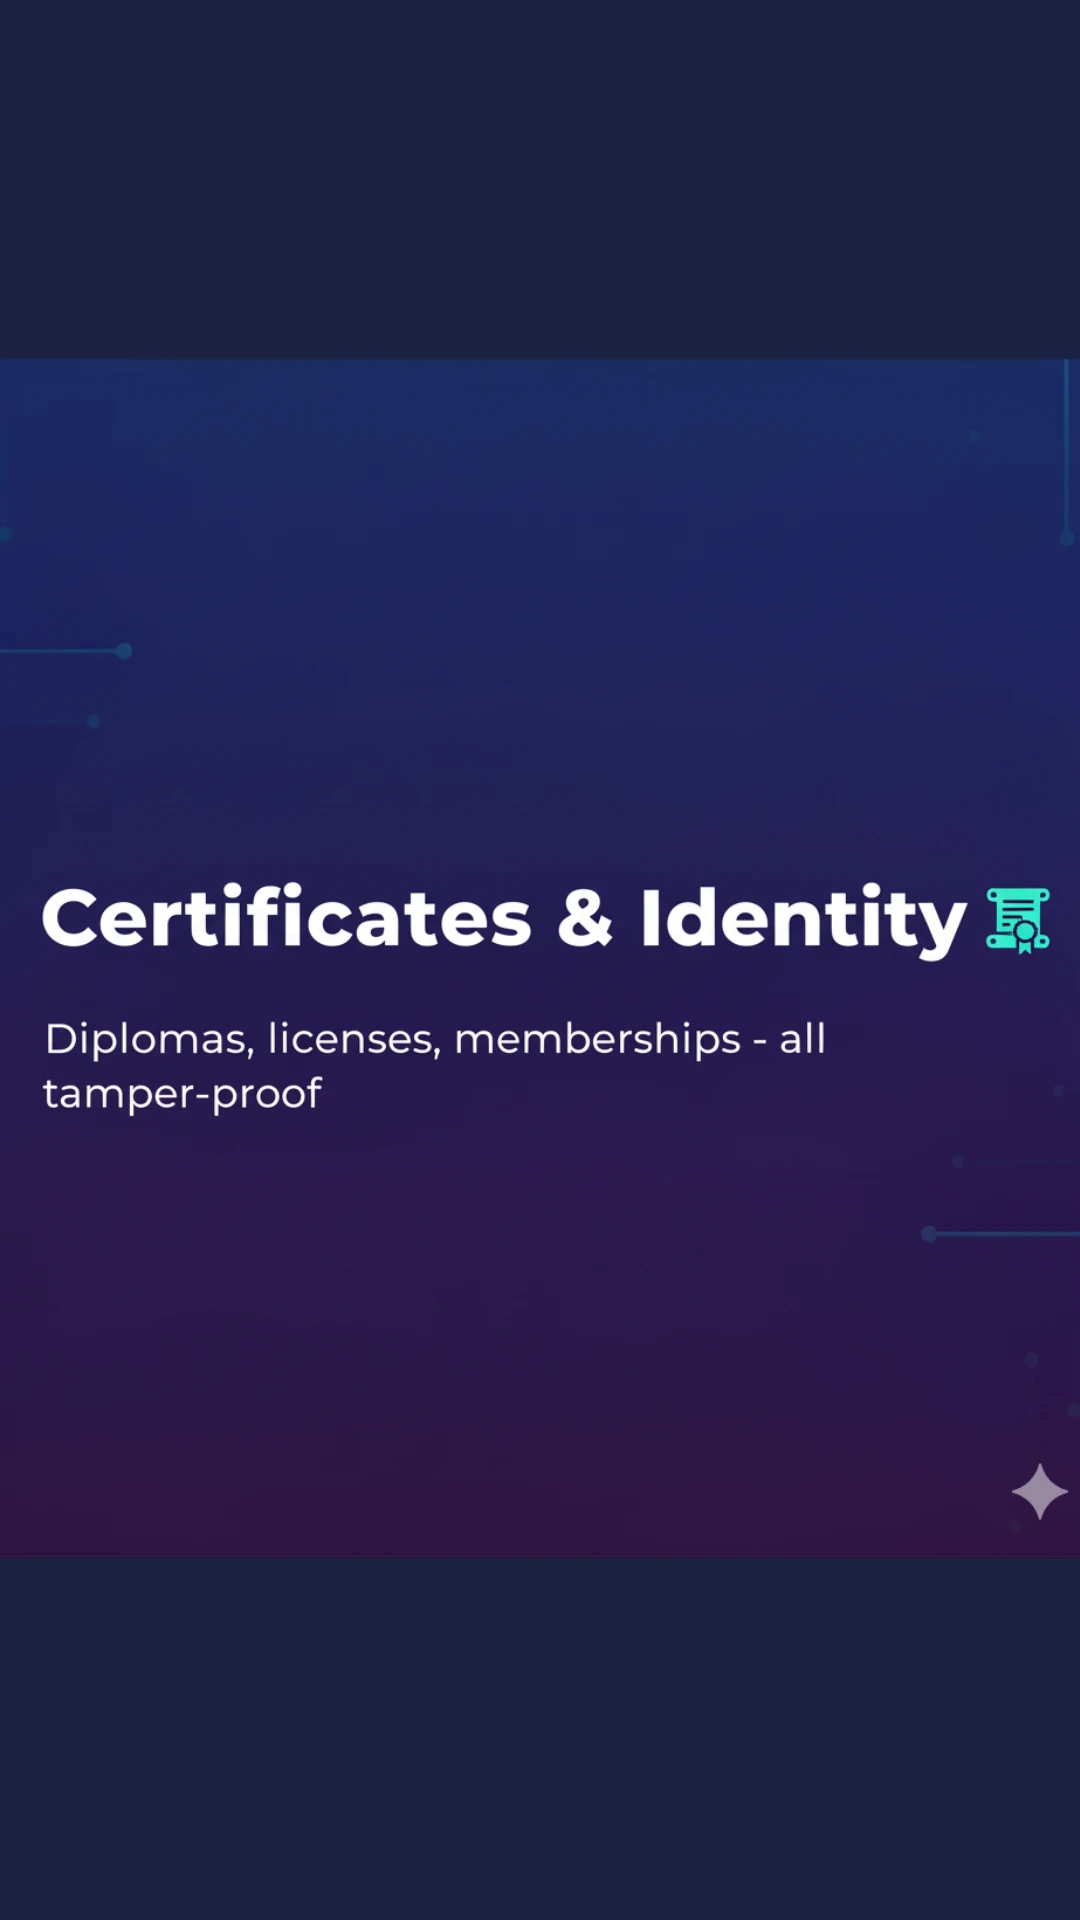 Certificates & Identity
Diplomas, licenses, memberships - all
tamper-proof